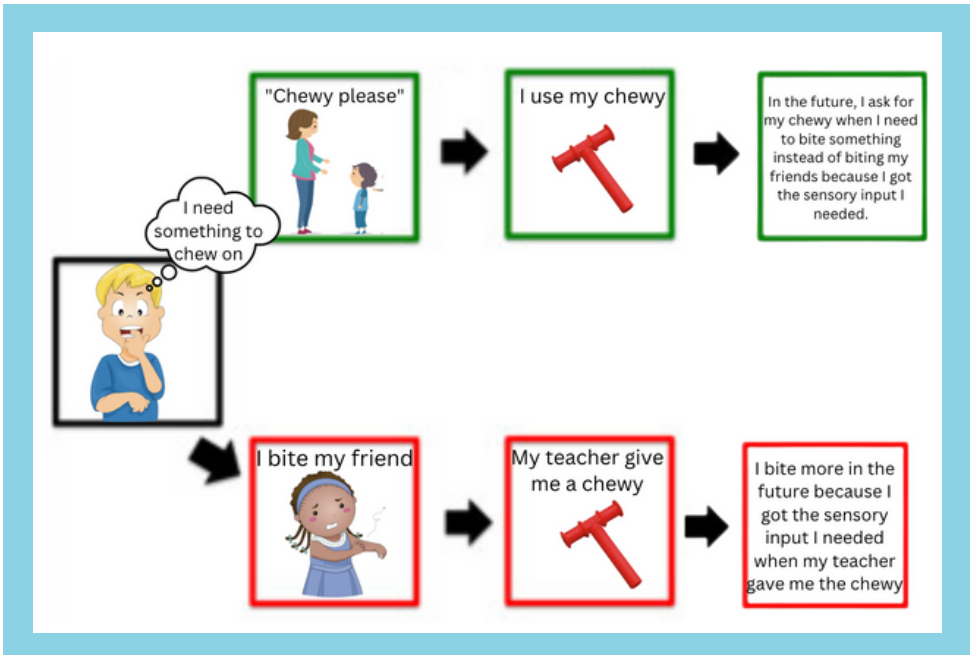 "Chewy please"
I use my chewy
In the future, I ask for
my chewy when I need
to bite something
instead of biting my
friends because I got
the sensory input I
needed.
I need
something to
chew on
I bite my friend
My teacher give
me a chewy
I bite more in the
future because I
got the sensory
input I needed
when my teacher
gave me the chewy